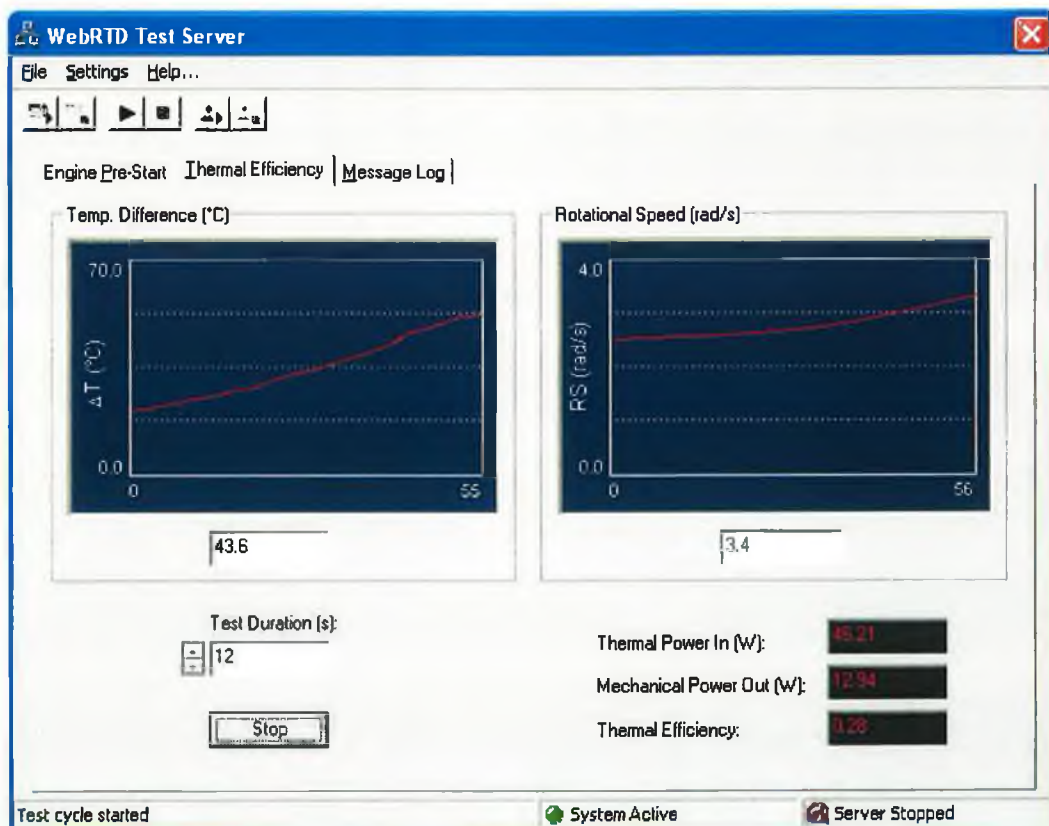 WebRTD Test Server
File Settings Help...
Engine Pre-Start Thermal Efficiency Message Log
Temp. Difference (°C)
70.0
ΔT (°C)
0.0
0 55
43.6
Rotational Speed (rad/s)
4.0
RS (rad/s)
0.0
0 56
3.4
Test Duration (s):
12
Stop
Thermal Power In (W): 46.21
Mechanical Power Out (W): 12.94
Thermal Efficiency: 0.28
Test cycle started System Active Server Stopped